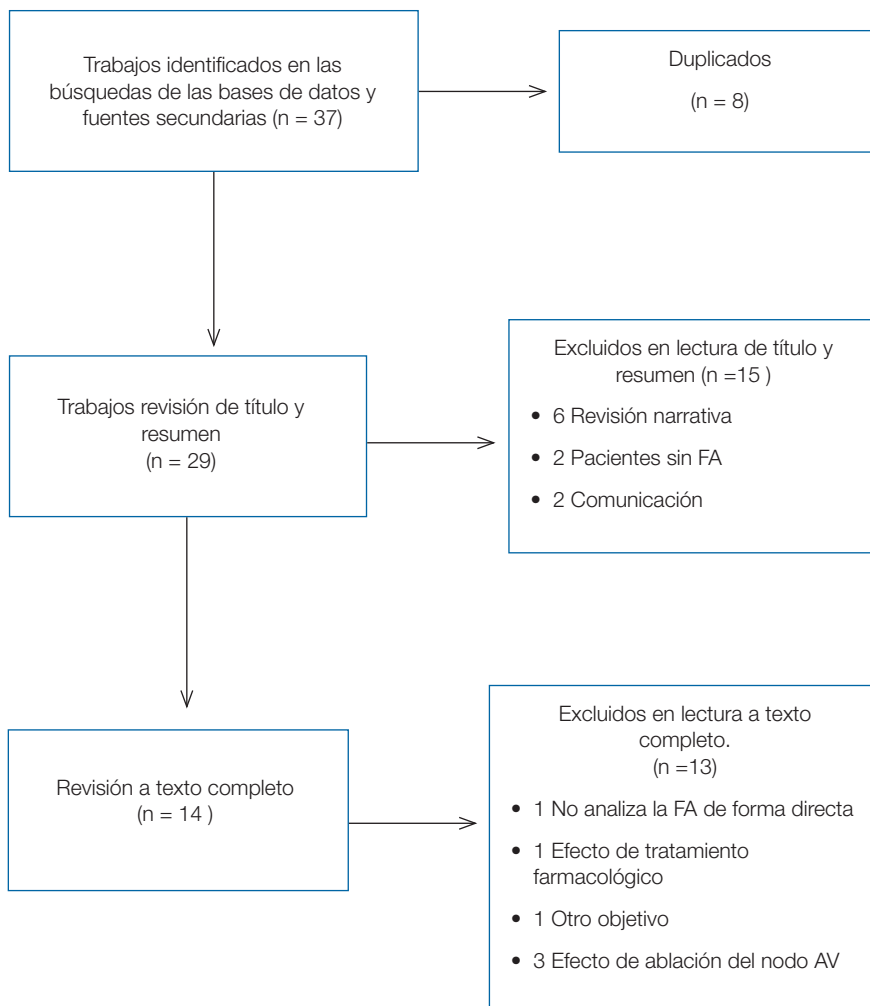 Trabajos identificados en las
búsquedas de las bases de datos y
fuentes secundarias (n = 37)
Duplicados
(n = 8)
Trabajos revisión de título y
resumen
(n = 29)
Excluidos en lectura de título y
resumen (n =15 )
• 6 Revisión narrativa
• 2 Pacientes sin FA
• 2 Comunicación
Revisión a texto completo
(n = 14 )
Excluidos en lectura a texto
completo.
(n =13)
• 1 No analiza la FA de forma directa
• 1 Efecto de tratamiento
farmacológico
• 1 Otro objetivo
• 3 Efecto de ablación del nodo AV